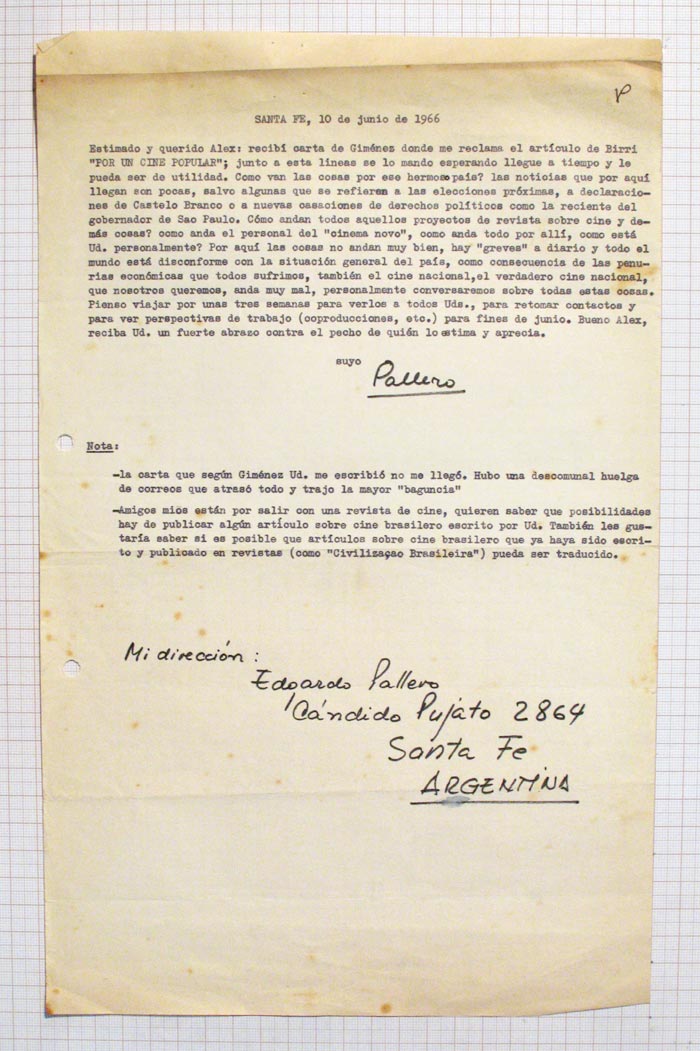 SANTA FE, 10 de junio de 1966
Estimado y querido Alex: recibí carta de Giménez donde me reclama el artículo de Birri
"POR UN CINE POPULAR"; junto a esta lineas se lo mando esperando llegue a tiempo y le
pueda ser de utilidad. Como van las cosas por ese hermoso país? las noticias que por aquí
llegan son pocas, salvo algunas que se refieren a las elecciones próximas, a declaracio-
nes de Castelo Branco o a nuevas casaciones de derechos políticos como la reciente del
gobernador de Sao Paulo. Cómo andan todos aquellos proyectos de revista sobre cine y de-
más cosas? como anda el personal del "cinema novo", como anda todo por allí, como está
Ud. personalmente? Por aquí las cosas no andan muy bien, hay "greves" a diario y todo el
mundo está disconforme con la situación general del país, como consecuencia de las penu-
rias económicas que todos sufrimos, también el cine nacional, el verdadero cine nacional,
que nosotros queremos, anda muy mal, personalmente conversaremos sobre todas estas cosas.
Pienso viajar por unas tres semanas para verlos a todos Uds., para retomar contactos y
para ver perspectivas de trabajo (coproducciones, etc.) para fines de junio. Bueno Alex,
reciba Ud. un fuerte abrazo contra el pecho de quién lo estima y aprecia.
suyo
Pallero
Nota:
-la carta que según Giménez Ud. me escribió no me llegó. Hubo una descomunal huelga
de correos que atrasó todo y trajo la mayor "baguncia"
-Amigos mios están por salir con una revista de cine, quieren saber que posibilidades
hay de publicar algún artículo sobre cine brasilero escrito por Ud. También les gus-
taría saber si es posible que artículos sobre cine brasilero que ya haya sido escri-
to y publicado en revistas (como "Civilizaçao Brasileira") pueda ser traducido.
Mi dirección:
Edgardo Pallero
Cándido Pujato 2864
Santa Fe
ARGENTINA